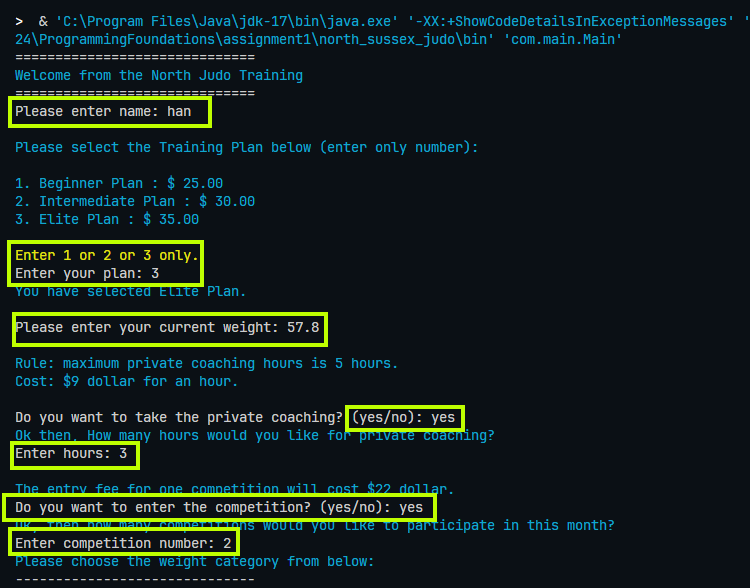 > & 'C:\Program Files\Java\jdk-17\bin\java.exe' '-XX:+ShowCodeDetailsInExceptionMessages' '
24\ProgrammingFoundations\assignment1\north_sussex_judo\bin' 'com.main.Main'
==============================
Welcome from the North Judo Training
==============================
Please enter name: han
Please select the Training Plan below (enter only number):
1. Beginner Plan : $ 25.00
2. Intermediate Plan : $ 30.00
3. Elite Plan : $ 35.00
Enter 1 or 2 or 3 only.
Enter your plan: 3
You have selected Elite Plan.
Please enter your current weight: 57.8
Rule: maximum private coaching hours is 5 hours.
Cost: $9 dollar for an hour.
Do you want to take the private coaching? (yes/no): yes
Ok then, How many hours would you like for private coaching?
Enter hours: 3
The entry fee for one competition will cost $22 dollar.
Do you want to enter the competition? (yes/no): yes
Ok, then how many competitions would you like to participate in this month?
Enter competition number: 2
Please choose the weight category from below:
------------------------------